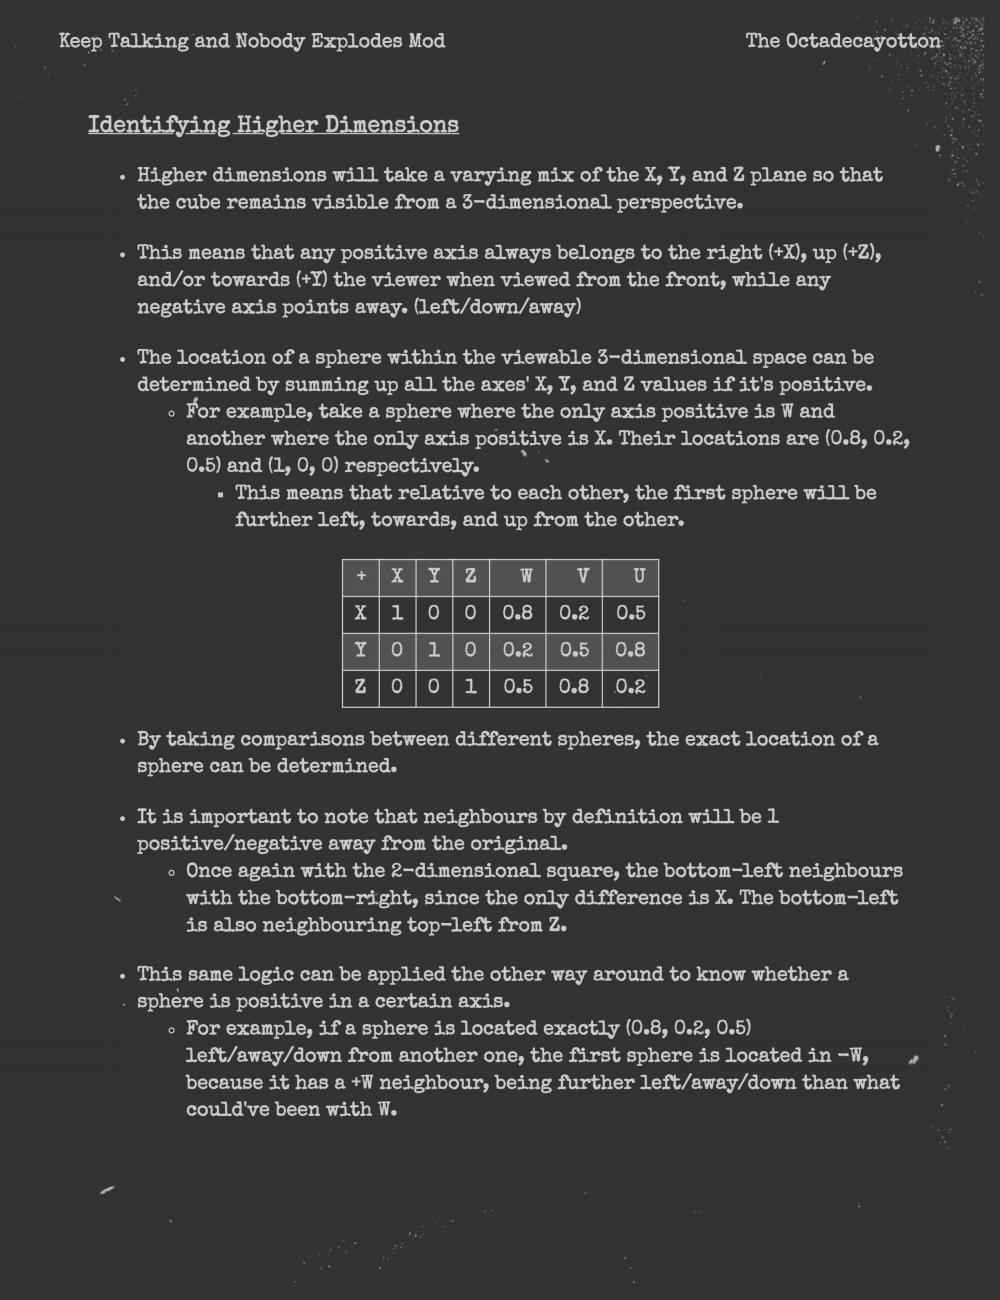 Keep Talking and Nobody Explodes Mod The Octadecayotton
Identifying Higher Dimensions
• Higher dimensions will take a varying mix of the X, Y, and Z plane so that
the cube remains visible from a 3-dimensional perspective.
• This means that any positive axis always belongs to the right (+X), up (+Z),
and/or towards (+Y) the viewer when viewed from the front, while any
negative axis points away. (left/down/away)
• The location of a sphere within the viewable 3-dimensional space can be
determined by summing up all the axes' X, Y, and Z values if it's positive.
◦ For example, take a sphere where the only axis positive is W and
another where the only axis positive is X. Their locations are (0.8, 0.2,
0.5) and (1, 0, 0) respectively.
▪ This means that relative to each other, the first sphere will be
further left, towards, and up from the other.
+ X Y Z W V U
X 1 0 0 0.8 0.2 0.5
Y 0 1 0 0.2 0.5 0.8
Z 0 0 1 0.5 0.8 0.2
• By taking comparisons between different spheres, the exact location of a
sphere can be determined.
• It is important to note that neighbours by definition will be 1
positive/negative away from the original.
◦ Once again with the 2-dimensional square, the bottom-left neighbours
with the bottom-right, since the only difference is X. The bottom-left
is also neighbouring top-left from Z.
• This same logic can be applied the other way around to know whether a
sphere is positive in a certain axis.
◦ For example, if a sphere is located exactly (0.8, 0.2, 0.5)
left/away/down from another one, the first sphere is located in -W,
because it has a +W neighbour, being further left/away/down than what
could've been with W.